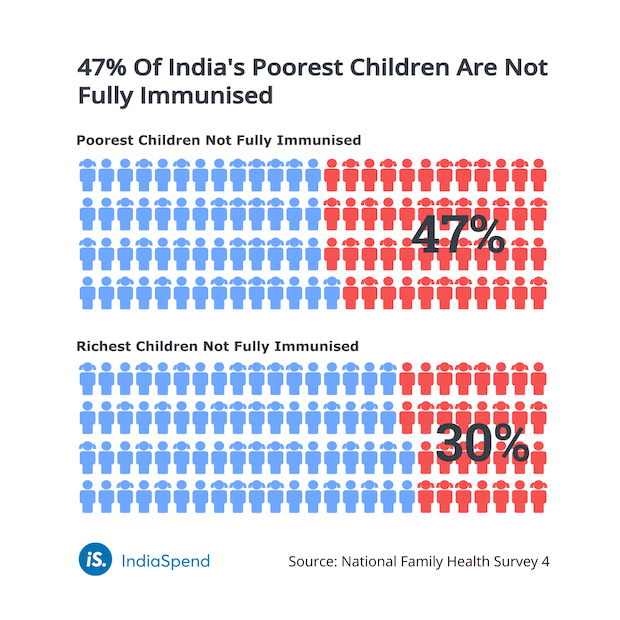 47% Of India's Poorest Children Are Not
Fully Immunised
Poorest Children Not Fully Immunised
47%
Richest Children Not Fully Immunised
30%
iS. IndiaSpend
Source: National Family Health Survey 4